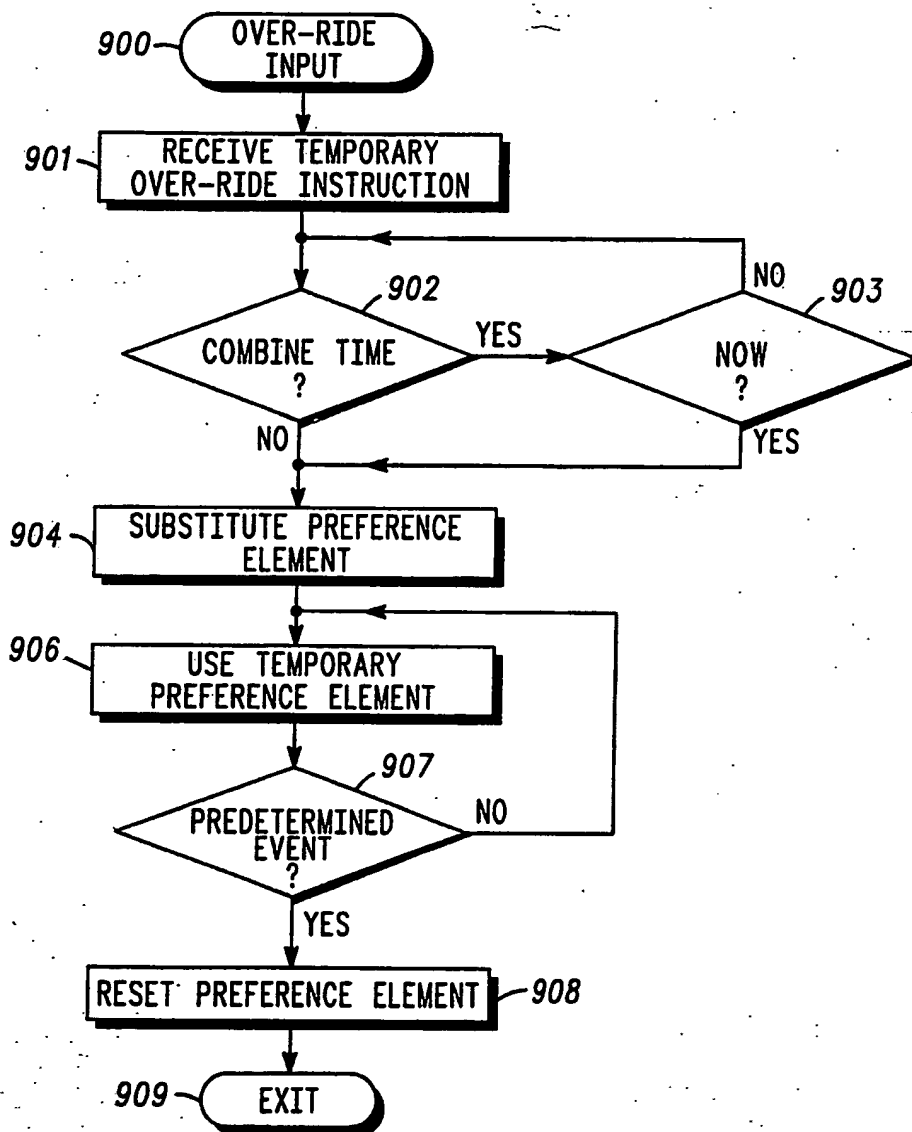 900
OVER-RIDE
INPUT
901
RECEIVE TEMPORARY
OVER-RIDE INSTRUCTION
902
COMBINE TIME
?
YES
NO
903
NOW
?
NO
YES
904
SUBSTITUTE PREFERENCE
ELEMENT
906
USE TEMPORARY
PREFERENCE ELEMENT
907
PREDETERMINED
EVENT
?
NO
YES
RESET PREFERENCE ELEMENT
908
909
EXIT